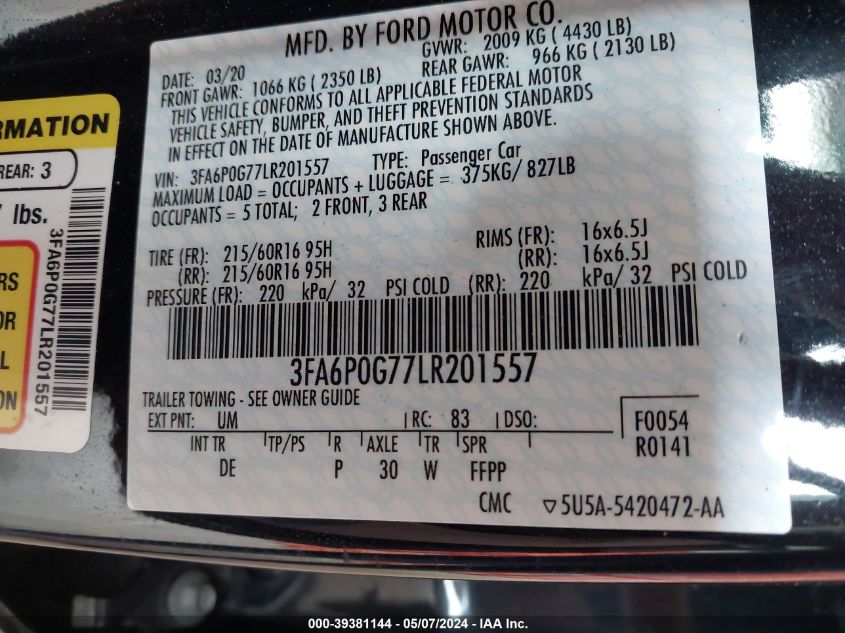 MFD. BY FORD MOTOR CO.
DATE: 03/20 GVWR: 2009 KG ( 4430 LB)
FRONT GAWR: 1066 KG ( 2350 LB) REAR GAWR: 966 KG ( 2130 LB)
THIS VEHICLE CONFORMS TO ALL APPLICABLE FEDERAL MOTOR
VEHICLE SAFETY, BUMPER, AND THEFT PREVENTION STANDARDS
IN EFFECT ON THE DATE OF MANUFACTURE SHOWN ABOVE.
VIN: 3FA6P0G77LR201557 TYPE: Passenger Car
MAXIMUM LOAD = OCCUPANTS + LUGGAGE = 375KG/ 827LB
OCCUPANTS = 5 TOTAL; 2 FRONT, 3 REAR
TIRE (FR): 215/60R16 95H RIMS (FR): 16x6.5J
(RR): 215/60R16 95H (RR): 16x6.5J
PRESSURE (FR): 220 kPa/ 32 PSI COLD (RR): 220 kPa/ 32 PSI COLD
3FA6P0G77LR201557
TRAILER TOWING - SEE OWNER GUIDE
EXT PNT: UM RC: 83 DSO: F0054
R0141
INT TR TP/PS R AXLE TR SPR
DE P 30 W FFPP
CMC ▽5U5A-5420472-AA
RMATION
REAR: 3
lbs.
3FA6P0G77LR201557
RS
OR
L
ON
000-39381144 — 05/07/2024 — IAA Inc.